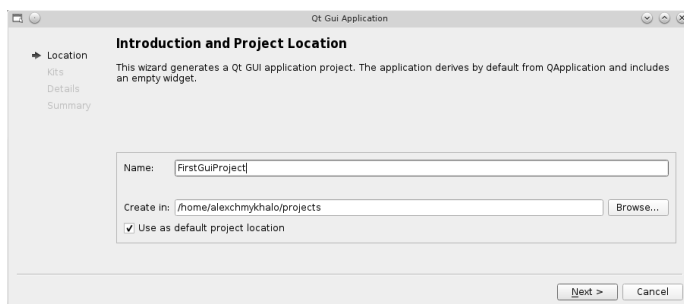 Qt Gui Application
Location
Kits
Details
Summary
Introduction and Project Location
This wizard generates a Qt GUI application project. The application derives by default from QApplication and includes
an empty widget.
Name: FirstGuiProject
Create in: /home/alexchmykhalo/projects Browse...
Use as default project location
Next > Cancel